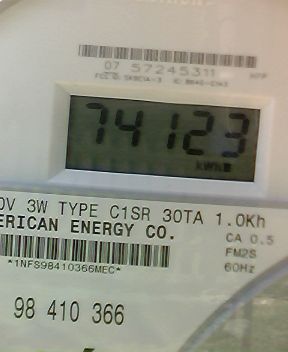 07 57245311
74123
kWh
0V 3W TYPE C1SR 30TA 1.0Kh
ERICAN ENERGY CO.
CA 0.5
FM2S
60Hz
*1NFS98410366MEC*
98 410 366